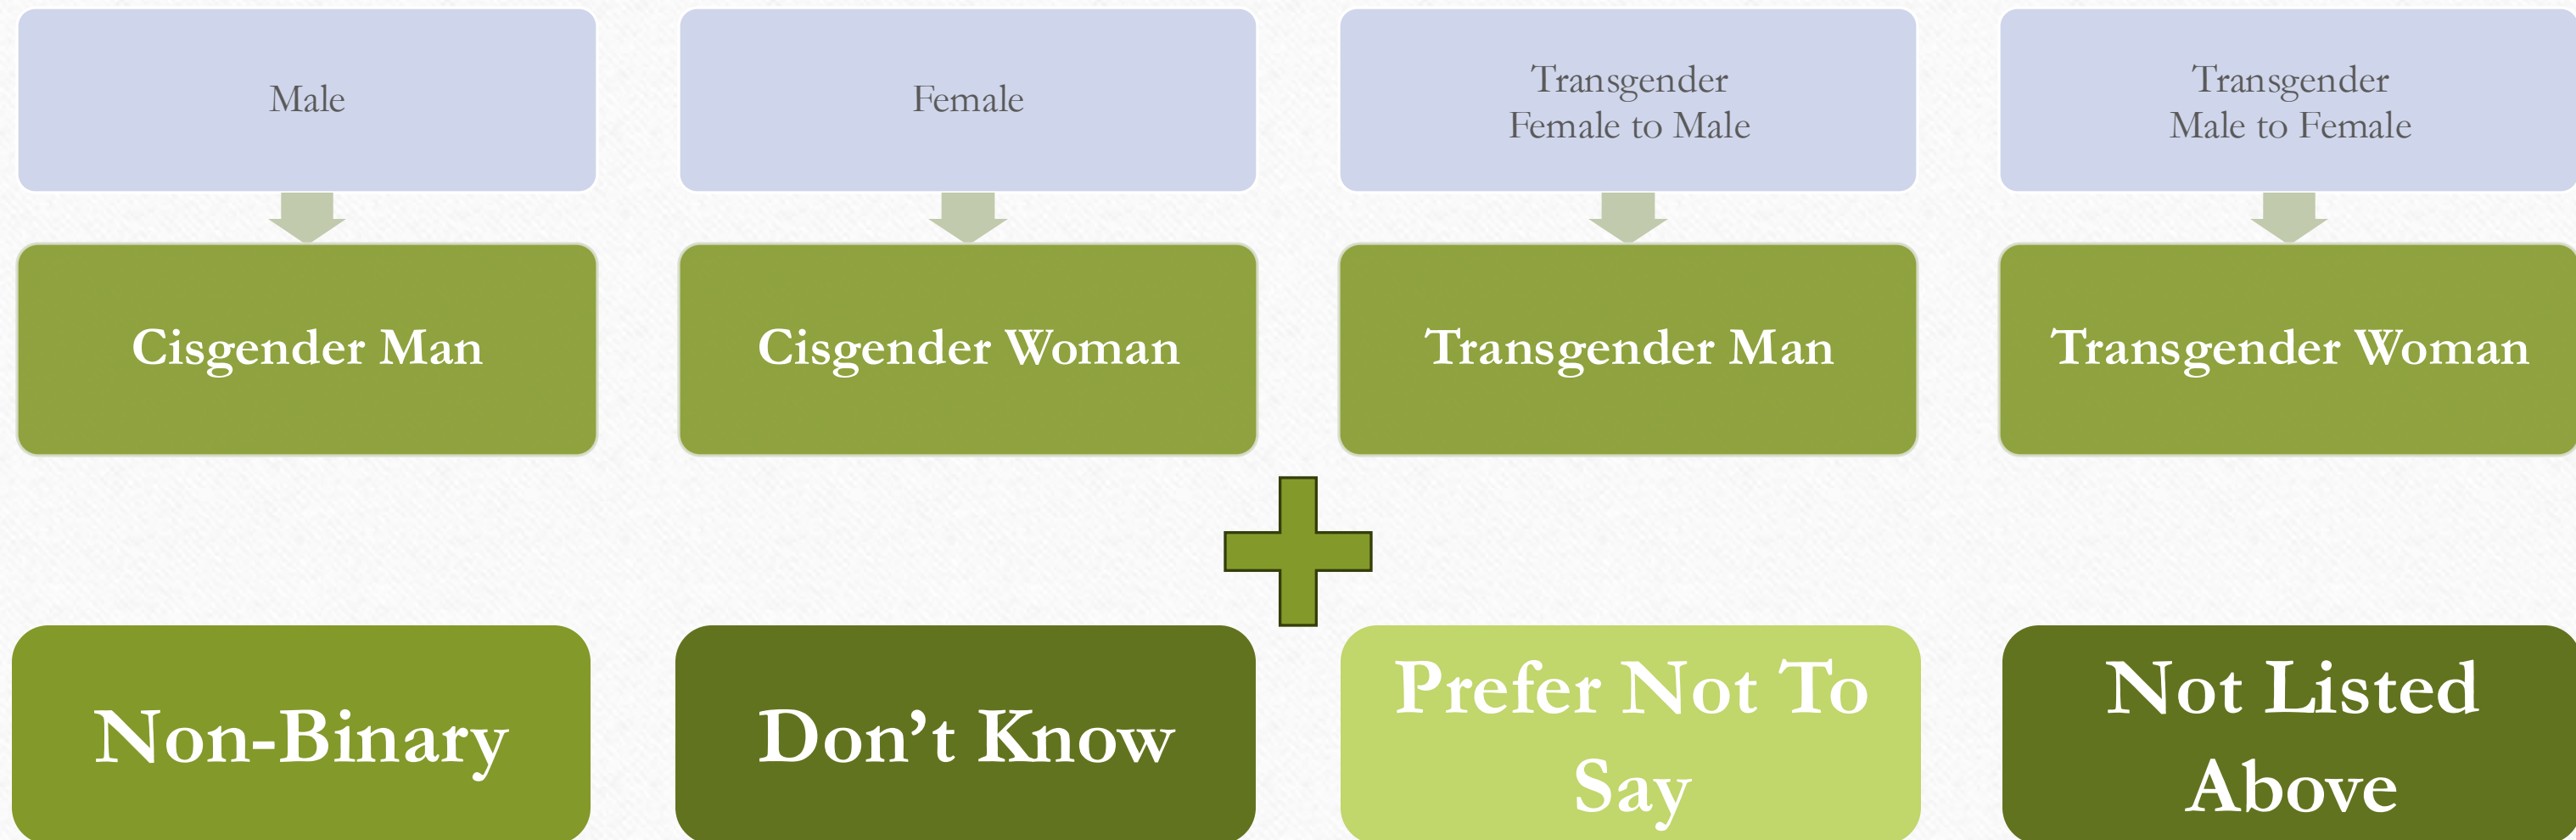 Male
Female
Transgender
Female to Male
Transgender
Male to Female
Cisgender Man
Cisgender Woman
Transgender Man
Transgender Woman
Non-Binary
Don’t Know
Prefer Not To
Say
Not Listed
Above